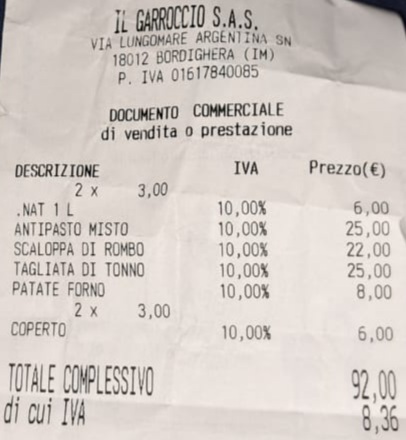 IL GARROCCIO S.A.S.
VIA LUNGOMARE ARGENTINA SN
18012 BORDIGHERA (IM)
P. IVA 01617840085
DOCUMENTO COMMERCIALE
di vendita o prestazione
DESCRIZIONE IVA Prezzo(€)
2 x 3,00
.NAT 1 L 10,00% 6,00
ANTIPASTO MISTO 10,00% 25,00
SCALOPPA DI ROMBO 10,00% 22,00
TAGLIATA DI TONNO 10,00% 25,00
PATATE FORNO 10,00% 8,00
2 x 3,00
COPERTO 10,00% 6,00
TOTALE COMPLESSIVO 92,00
di cui IVA 8,36